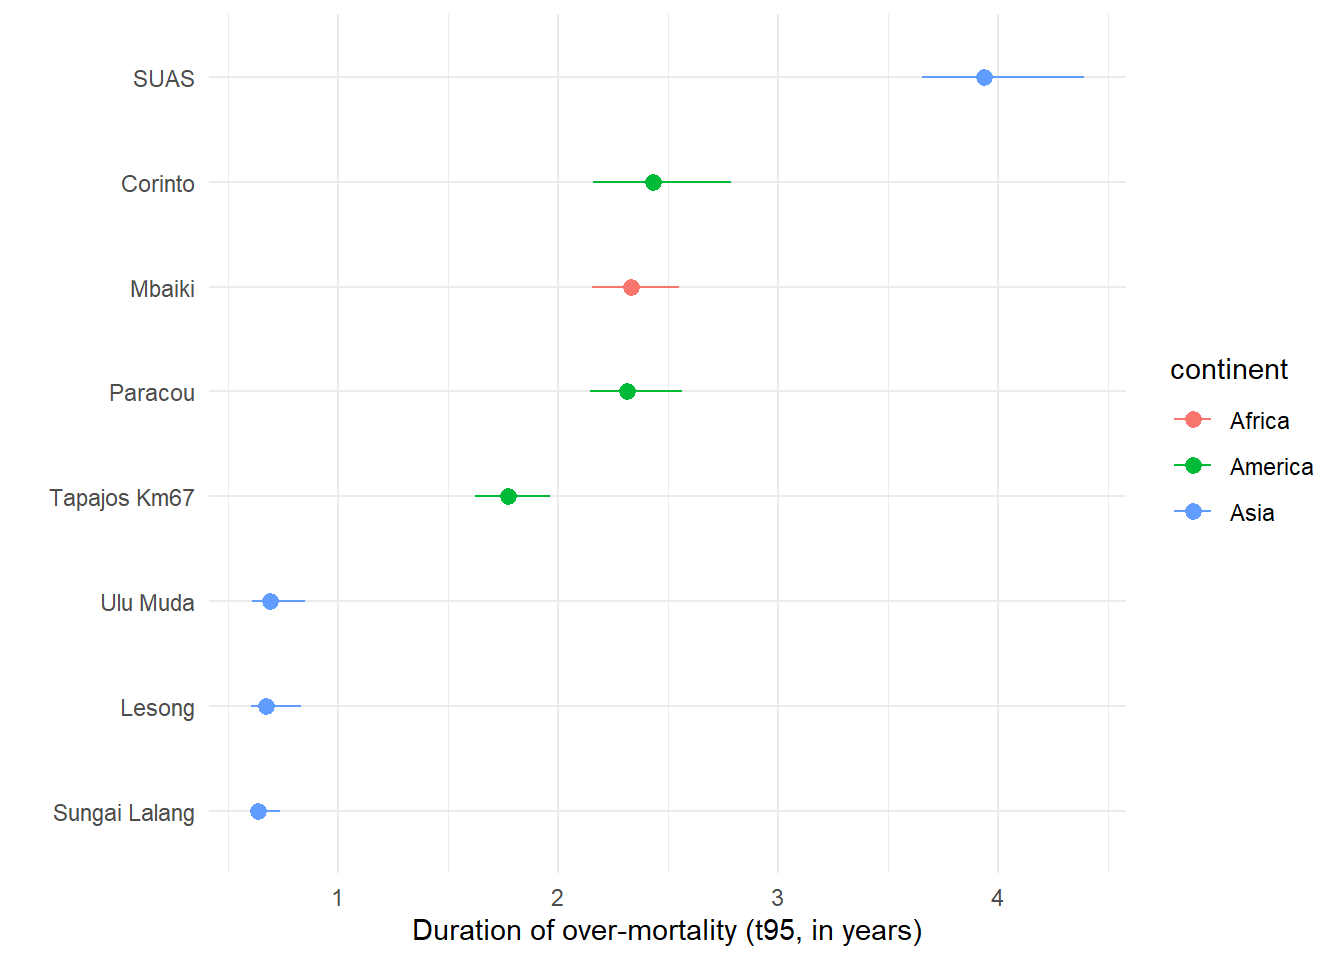 SUAS
Corinto
Mbaiki
Paracou
Tapajos Km67
Ulu Muda
Lesong
Sungai Lalang
1 2 3 4
Duration of over-mortality (t95, in years)
continent
Africa
America
Asia